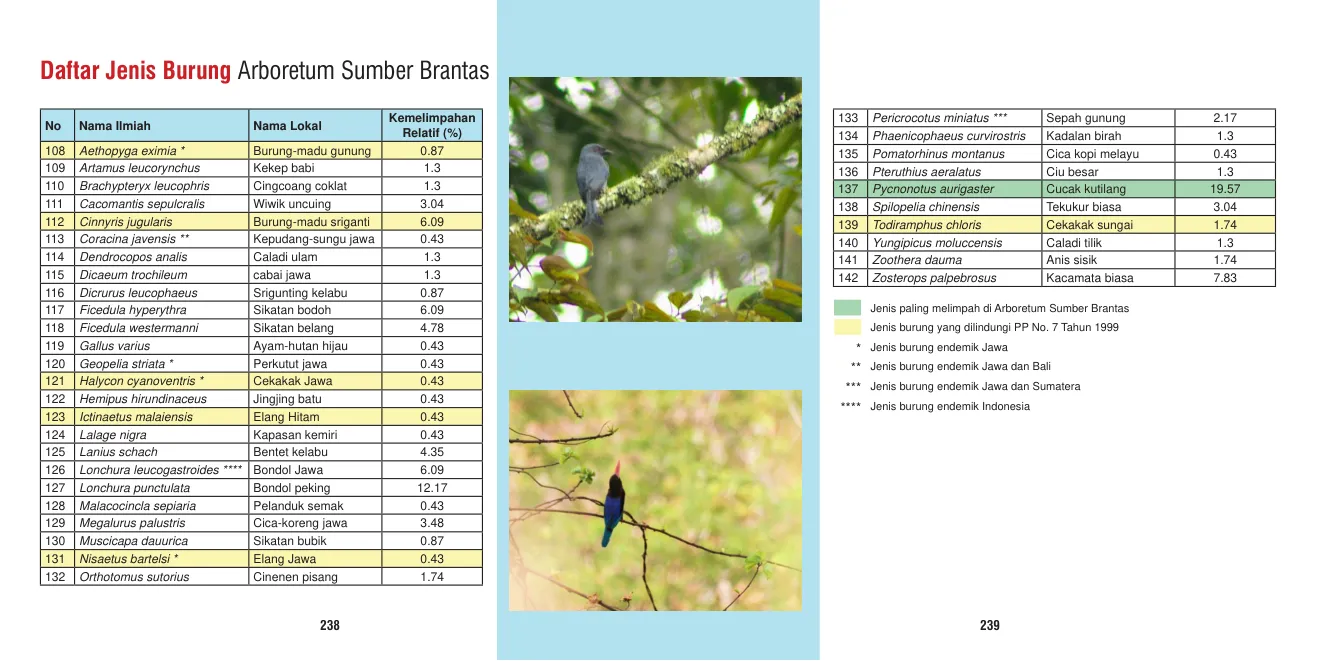 Daftar Jenis Burung Arboretum Sumber Brantas
No Nama Ilmiah Nama Lokal Kemelimpahan Relatif (%)
108 Aethopyga eximia * Burung-madu gunung 0.87
109 Artamus leucorynchus Kekep babi 1.3
110 Brachypteryx leucophris Cingcoang coklat 1.3
111 Cacomantis sepulcralis Wiwik uncuing 3.04
112 Cinnyris jugularis Burung-madu sriganti 6.09
113 Coracina javensis ** Kepudang-sungu jawa 0.43
114 Dendrocopos analis Caladi ulam 1.3
115 Dicaeum trochileum cabai jawa 1.3
116 Dicrurus leucophaeus Srigunting kelabu 0.87
117 Ficedula hyperythra Sikatan bodoh 6.09
118 Ficedula westermanni Sikatan belang 4.78
119 Gallus varius Ayam-hutan hijau 0.43
120 Geopelia striata * Perkutut jawa 0.43
121 Halycon cyanoventris * Cekakak Jawa 0.43
122 Hemipus hirundinaceus Jingjing batu 0.43
123 Ictinaetus malaiensis Elang Hitam 0.43
124 Lalage nigra Kapasan kemiri 0.43
125 Lanius schach Bentet kelabu 4.35
126 Lonchura leucogastroides **** Bondol Jawa 6.09
127 Lonchura punctulata Bondol peking 12.17
128 Malacocincla sepiaria Pelanduk semak 0.43
129 Megalurus palustris Cica-koreng jawa 3.48
130 Muscicapa dauurica Sikatan bubik 0.87
131 Nisaetus bartelsi * Elang Jawa 0.43
132 Orthotomus sutorius Cinenen pisang 1.74
238
133 Pericrocotus miniatus *** Sepah gunung 2.17
134 Phaenicophaeus curvirostris Kadalan birah 1.3
135 Pomatorhinus montanus Cica kopi melayu 0.43
136 Pteruthius aeralatus Ciu besar 1.3
137 Pycnonotus aurigaster Cucak kutilang 19.57
138 Spilopelia chinensis Tekukur biasa 3.04
139 Todiramphus chloris Cekakak sungai 1.74
140 Yungipicus moluccensis Caladi tilik 1.3
141 Zoothera dauma Anis sisik 1.74
142 Zosterops palpebrosus Kacamata biasa 7.83
Jenis paling melimpah di Arboretum Sumber Brantas
Jenis burung yang dilindungi PP No. 7 Tahun 1999
* Jenis burung endemik Jawa
** Jenis burung endemik Jawa dan Bali
*** Jenis burung endemik Jawa dan Sumatera
**** Jenis burung endemik Indonesia
239